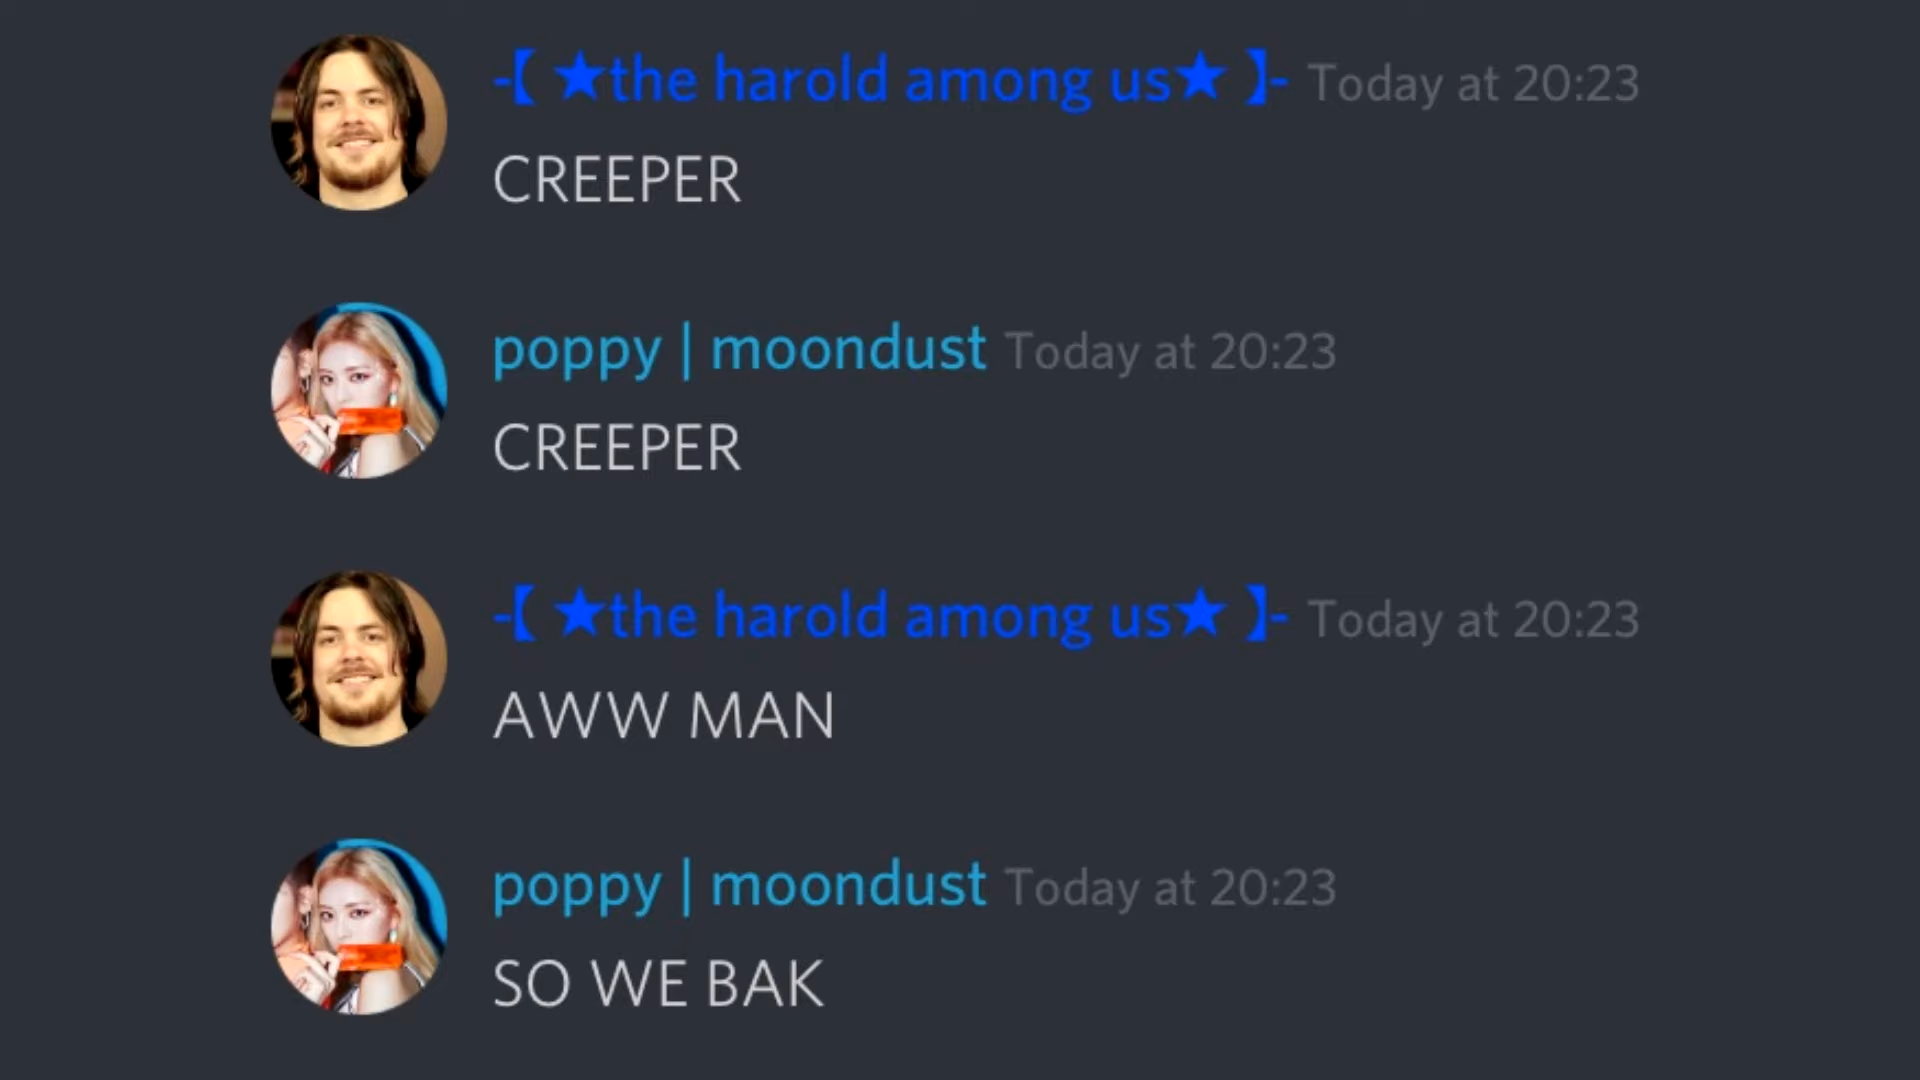 -【★the harold among us★】- Today at 20:23
CREEPER
poppy | moondust Today at 20:23
CREEPER
-【★the harold among us★】- Today at 20:23
AWW MAN
poppy | moondust Today at 20:23
SO WE BAK